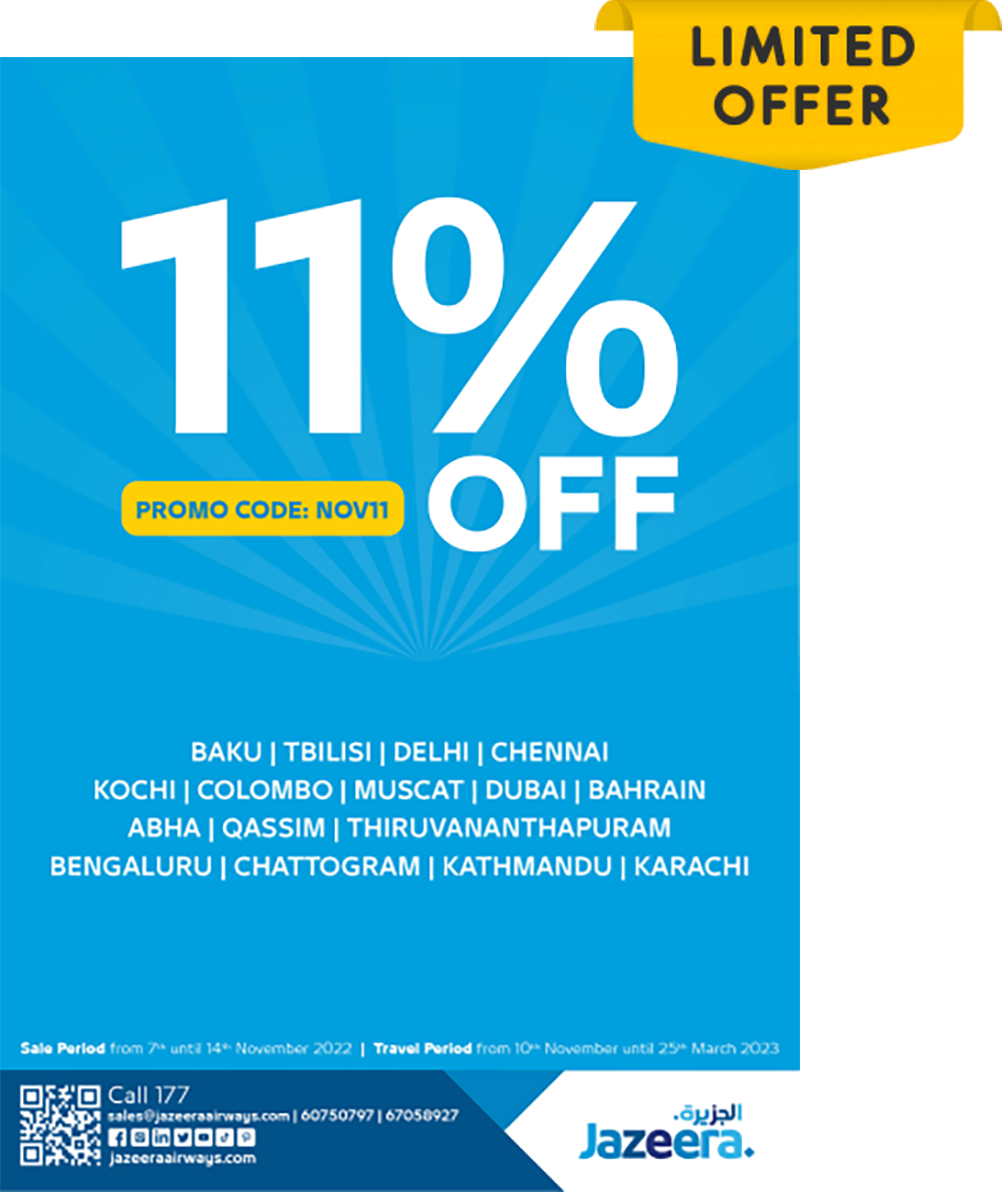 LIMITED
OFFER
11%
OFF
PROMO CODE: NOV11
BAKU | TBILISI | DELHI | CHENNAI
KOCHI | COLOMBO | MUSCAT | DUBAI | BAHRAIN
ABHA | QASSIM | THIRUVANANTHAPURAM
BENGALURU | CHATTOGRAM | KATHMANDU | KARACHI
Sale Period from 7th until 14th November 2022 | Travel Period from 10th November until 25th March 2023
Call 177
sales@jazeeraairways.com | 60750797 | 67058927
jazeeraairways.com
الجزيرة.
Jazeera.